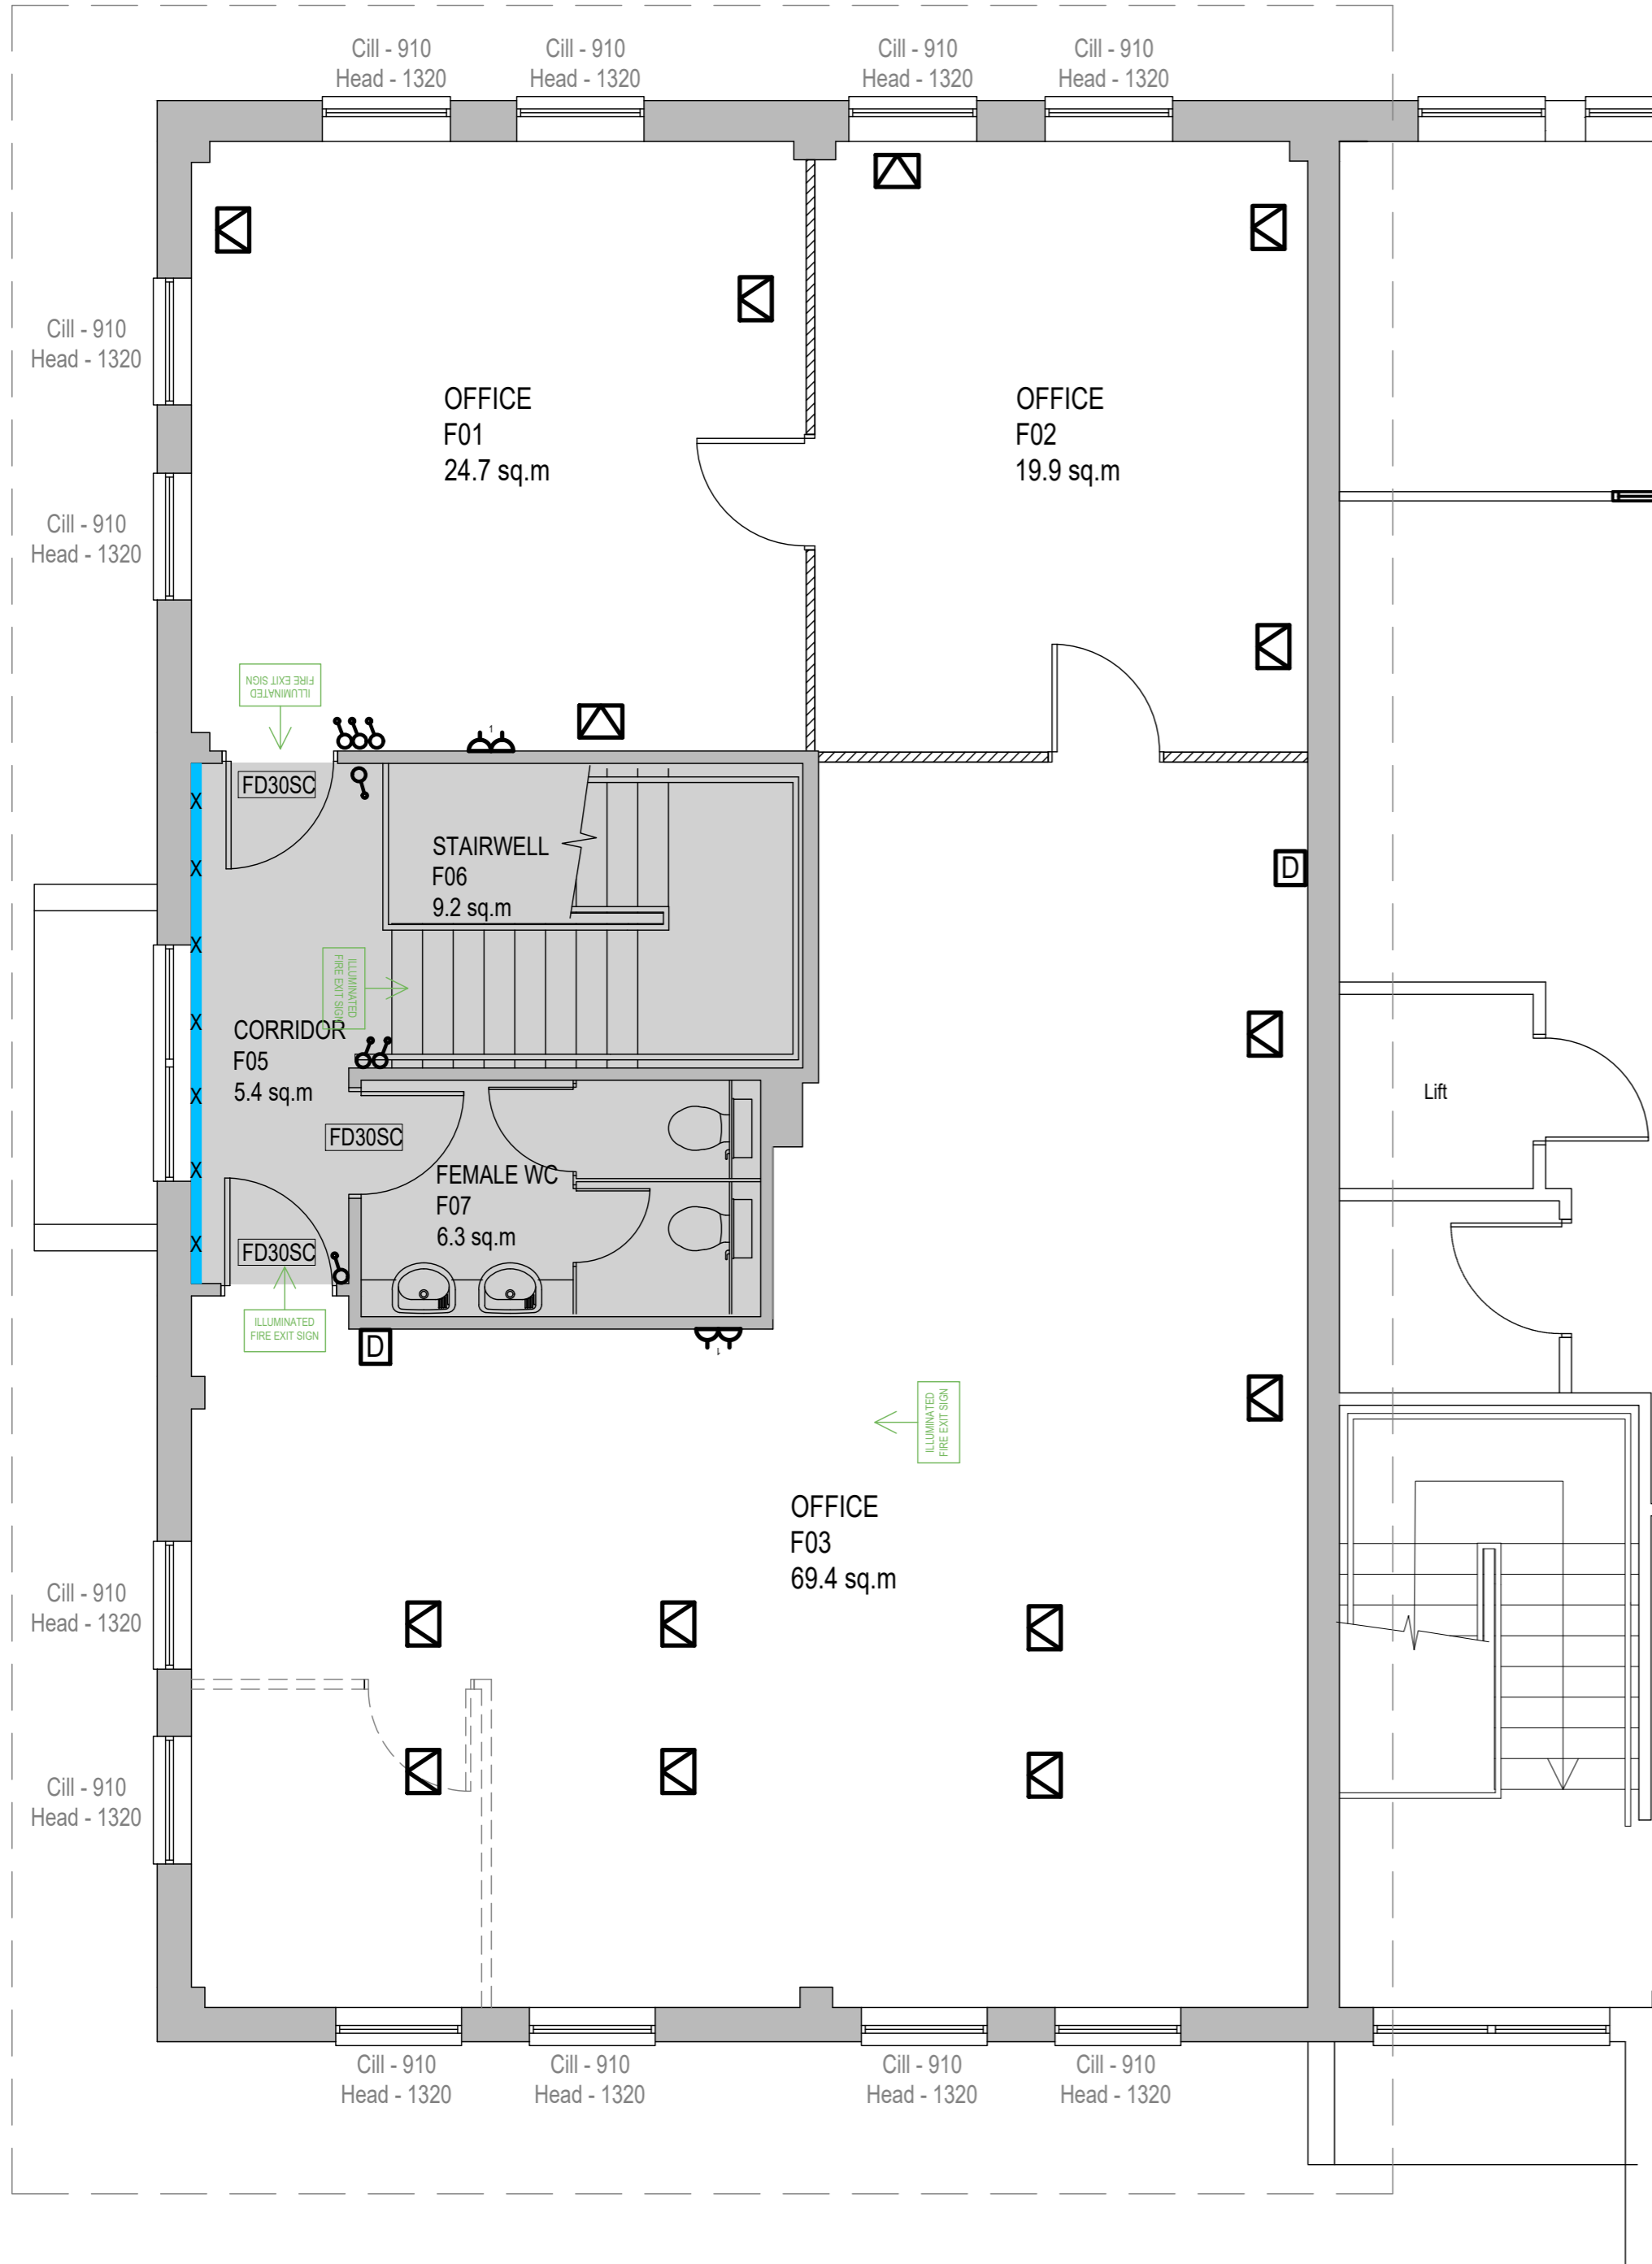 Cill - 910
Head - 1320
Cill - 910
Head - 1320
Cill - 910
Head - 1320
Cill - 910
Head - 1320
Cill - 910
Head - 1320
OFFICE
F01
24.7 sq.m
OFFICE
F02
19.9 sq.m
Cill - 910
Head - 1320
ILLUMINATED
FIRE EXIT SIGN
1
FD30SC
STAIRWELL
F06
9.2 sq.m
D
ILLUMINATED
FIRE EXIT SIGN
CORRIDOR
F05
5.4 sq.m
Lift
FD30SC
FEMALE WC
F07
6.3 sq.m
FD30SC
ILLUMINATED
FIRE EXIT SIGN
D
1
ILLUMINATED
FIRE EXIT SIGN
OFFICE
F03
69.4 sq.m
Cill - 910
Head - 1320
Cill - 910
Head - 1320
Cill - 910
Head - 1320
Cill - 910
Head - 1320
Cill - 910
Head - 1320
Cill - 910
Head - 1320
X
X
X
X
X
X
X